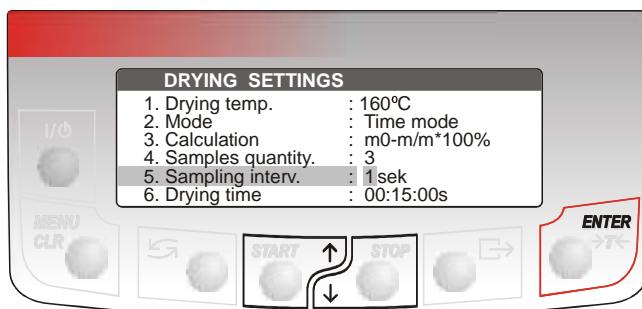 DRYING SETTINGS
1. Drying temp. : 160ºC
2. Mode : Time mode
3. Calculation : m0-m/m*100%
4. Samples quantity. : 3
5. Sampling interv. : 1sek
6. Drying time : 00:15:00s
I/⏻
MENU
CLR
START
STOP
ENTER
→T←